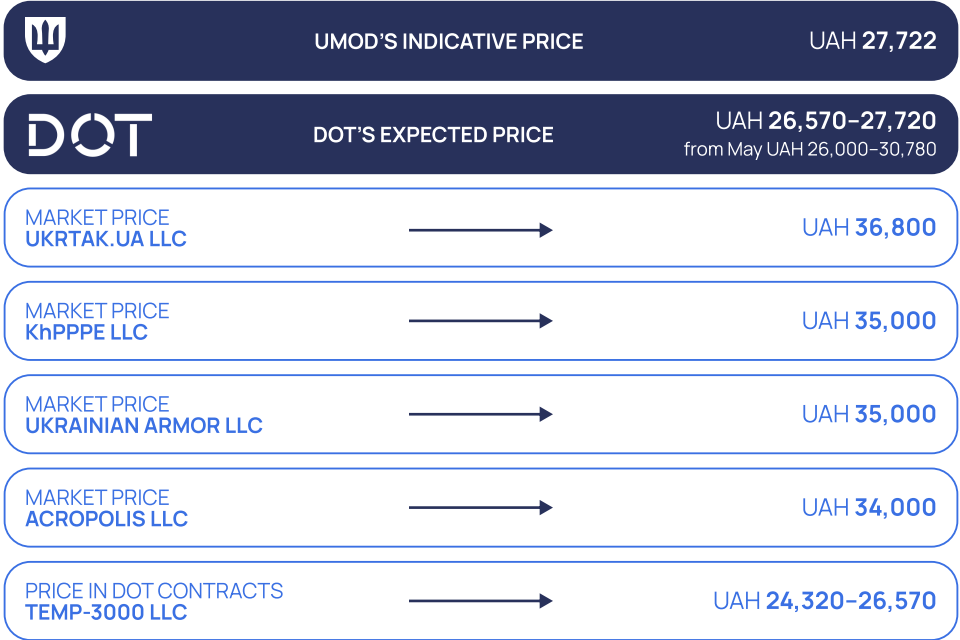 UMOD’S INDICATIVE PRICE
UAH 27,722
DOT
DOT’S EXPECTED PRICE
UAH 26,570–27,720
from May UAH 26,000–30,780
MARKET PRICE
UKRTAK.UA LLC
UAH 36,800
MARKET PRICE
KhPPPE LLC
UAH 35,000
MARKET PRICE
UKRAINIAN ARMOR LLC
UAH 35,000
MARKET PRICE
ACROPOLIS LLC
UAH 34,000
PRICE IN DOT CONTRACTS
TEMP-3000 LLC
UAH 24,320–26,570